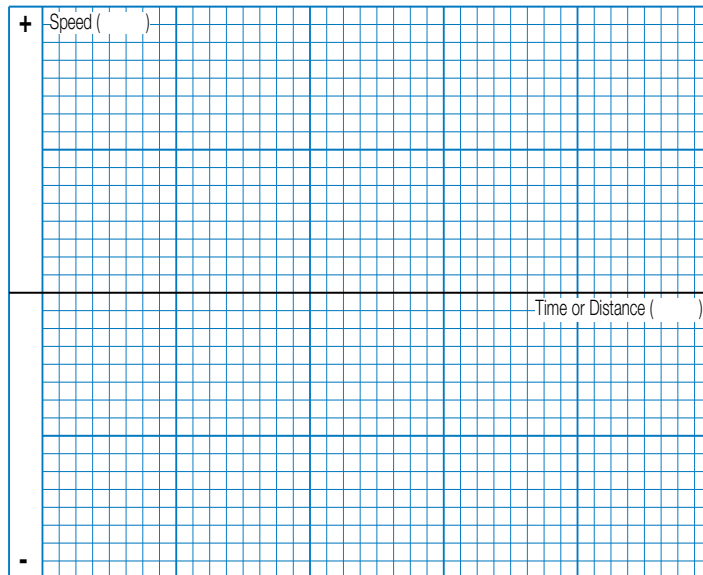 + Speed (      )
Time or Distance (      )
-